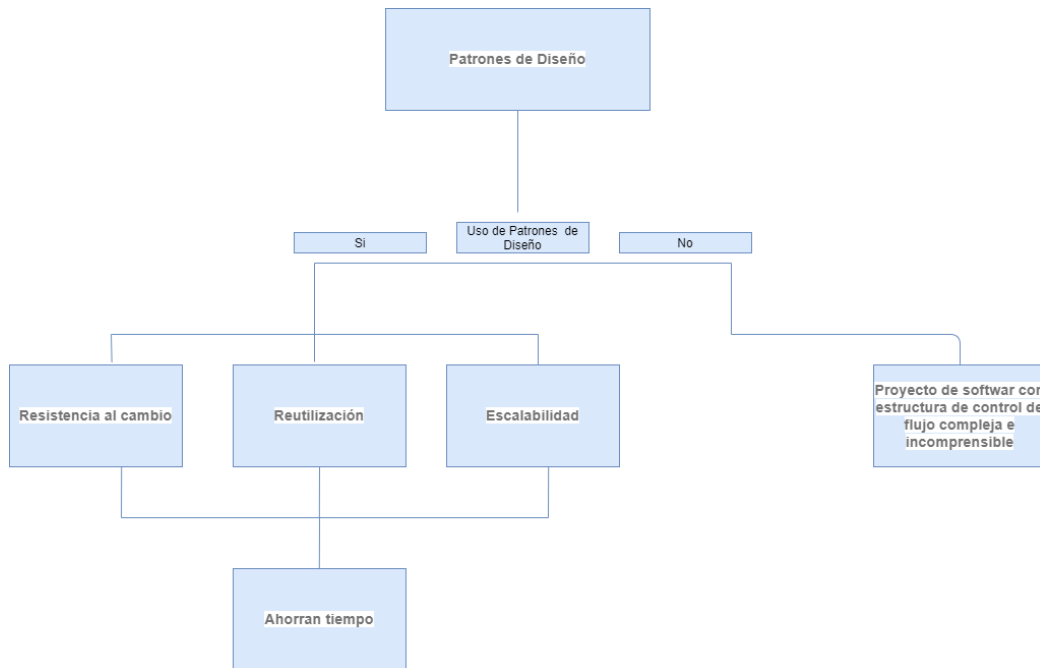 Patrones de Diseño
Si
Uso de Patrones de
Diseño
No
Resistencia al cambio
Reutilización
Escalabilidad
Proyecto de softwar con
estructura de control de
flujo compleja e
incomprensible
Ahorran tiempo